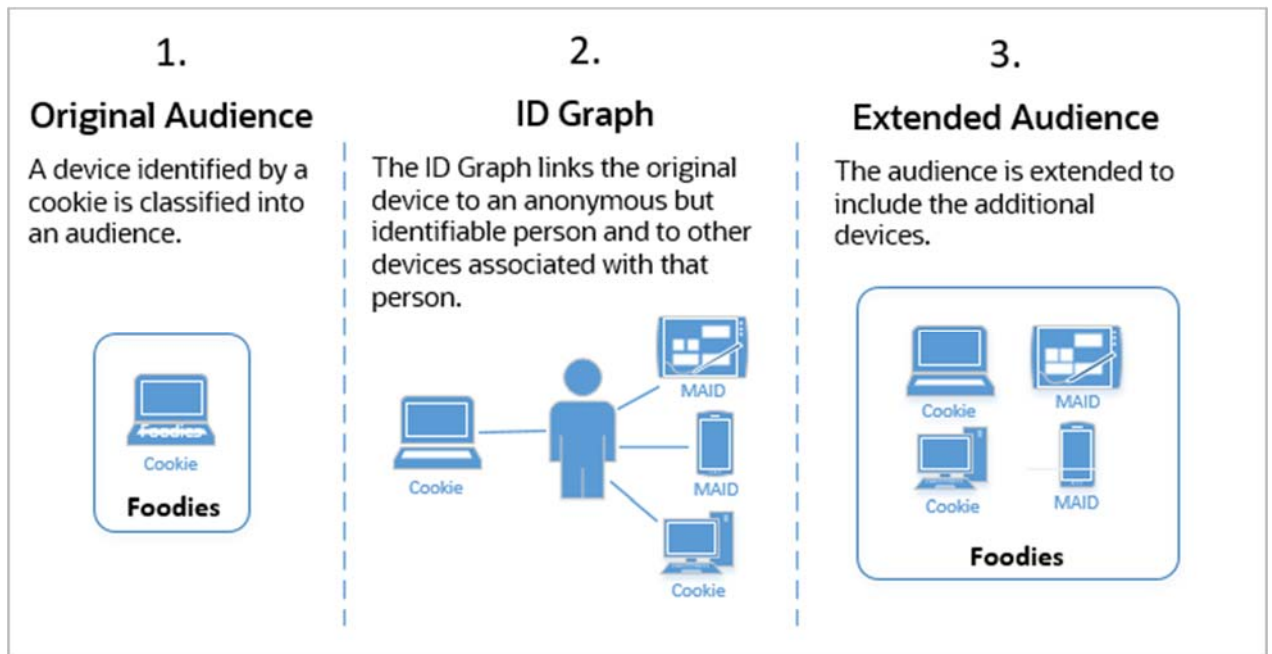 1.
Original Audience
A device identified by a
cookie is classified into
an audience.
Foodies
Cookie
Foodies
2.
ID Graph
The ID Graph links the original
device to an anonymous but
identifiable person and to other
devices associated with that
person.
MAID
Cookie
MAID
Cookie
3.
Extended Audience
The audience is extended to
include the additional
devices.
Cookie
MAID
Cookie
MAID
Foodies